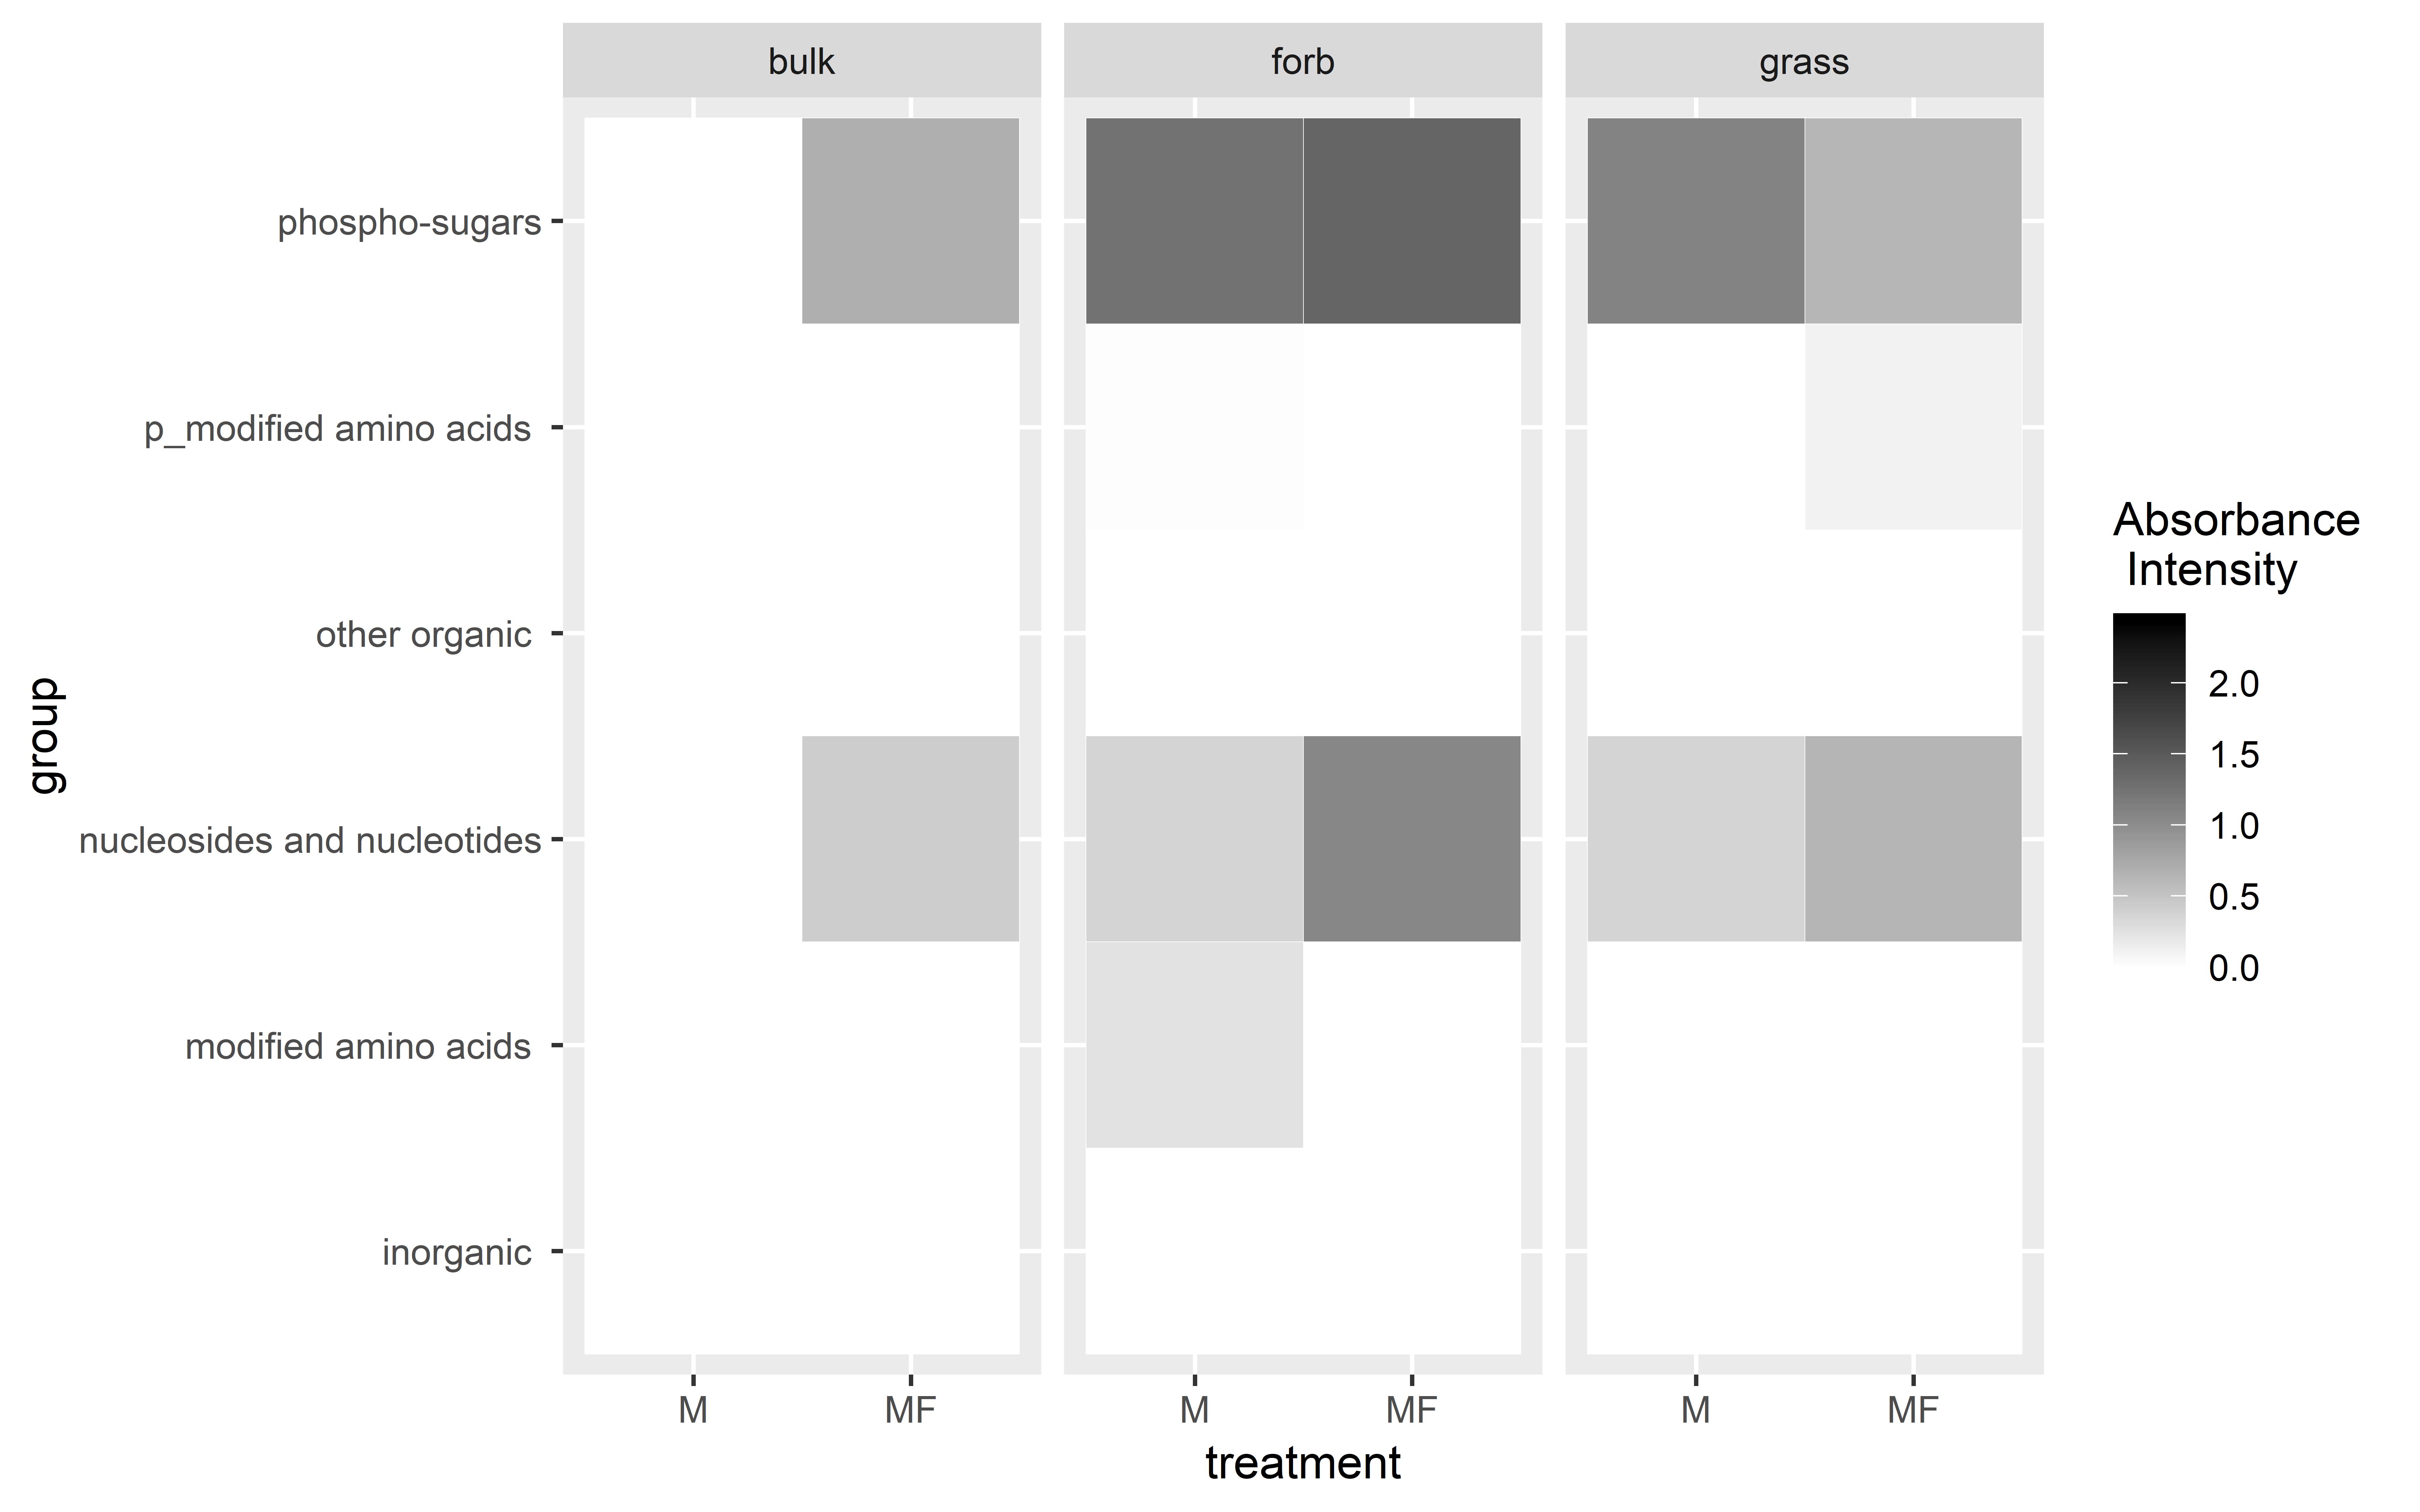 bulk
forb
grass
phospho-sugars
p_modified amino acids
other organic
nucleosides and nucleotides
modified amino acids
inorganic
group
M
MF
M
MF
M
MF
treatment
Absorbance
Intensity
2.0
1.5
1.0
0.5
0.0